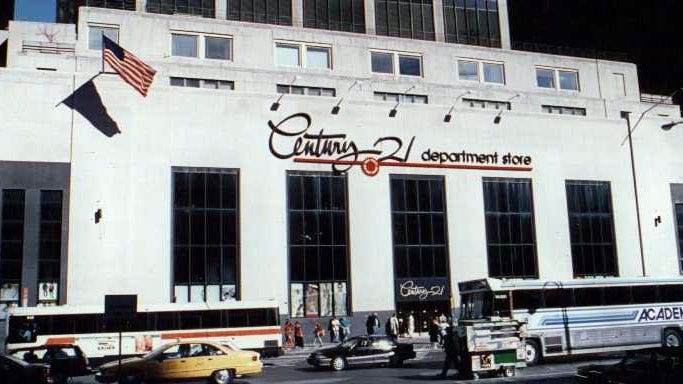 Century 21 department store
Century 21
ACADEM